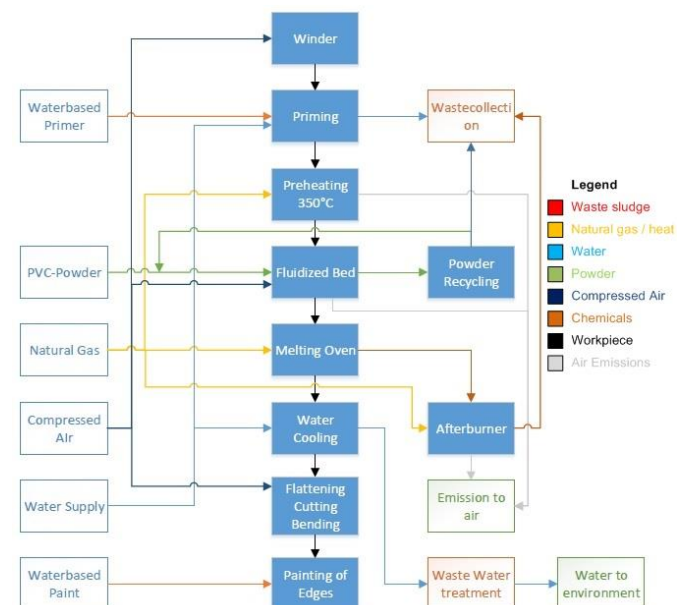 Winder
Waterbased
Primer
Priming
Wastecollecti
on
Preheating
350°C
PVC-Powder
Fluidized Bed
Powder
Recycling
Natural Gas
Melting Oven
Compressed
AIr
Water
Cooling
Afterburner
Water Supply
Flattening
Cutting
Bending
Emission to
air
Waterbased
Paint
Painting of
Edges
Waste Water
treatment
Water to
environment
Legend
Waste sludge
Natural gas / heat
Water
Powder
Compressed Air
Chemicals
Workpiece
Air Emissions